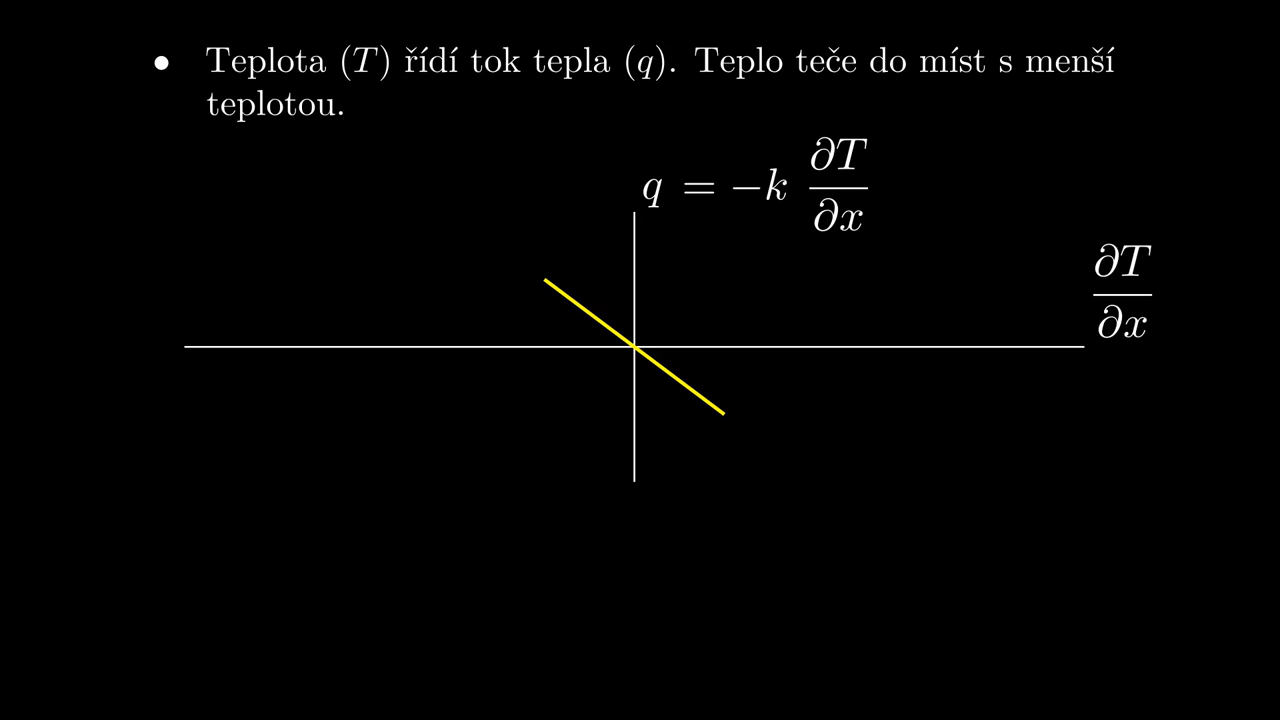 • Teplota (T) řídí tok tepla (q). Teplo teče do míst s menší
teplotou.
q = −k ∂T/∂x
∂T/∂x